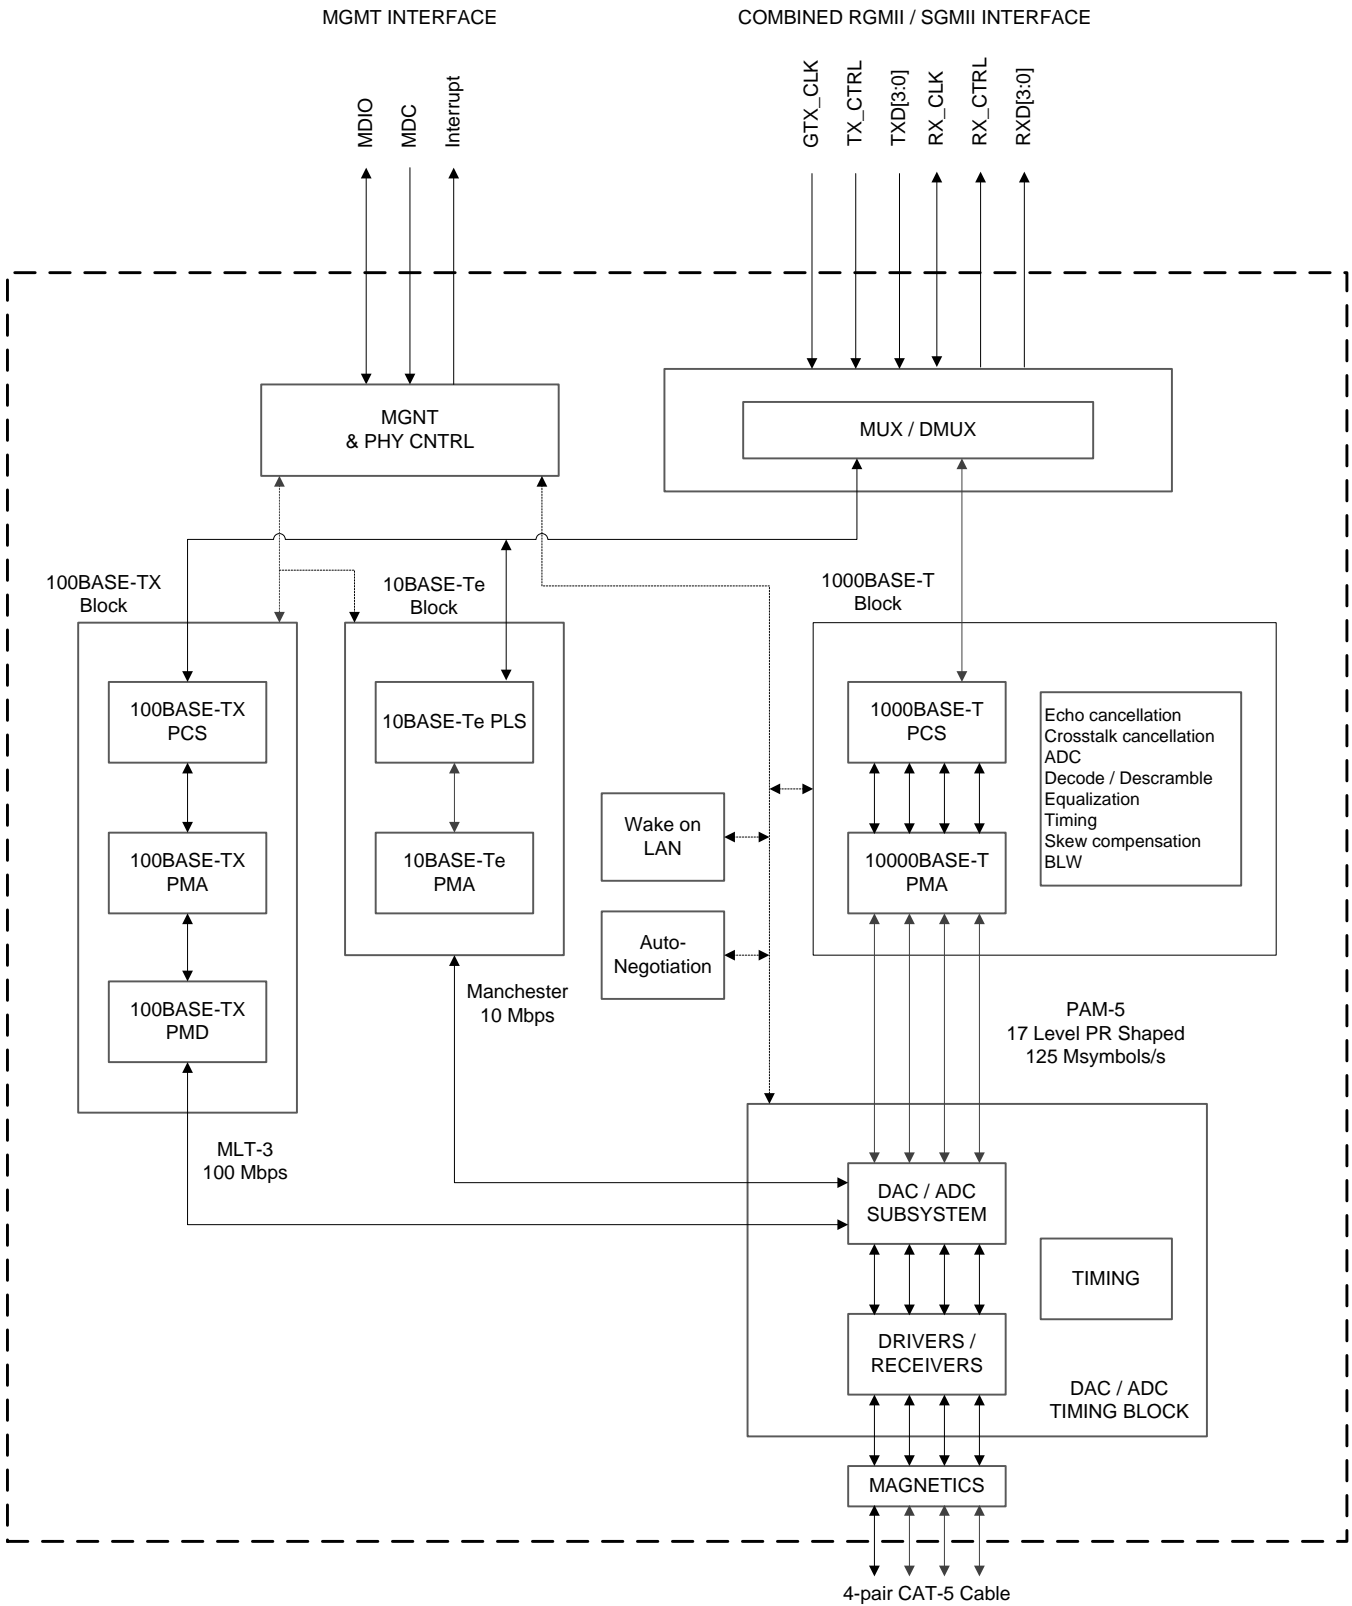 MGMT INTERFACE
COMBINED RGMII / SGMII INTERFACE
MDIO
MDC
Interrupt
GTX_CLK
TX_CTRL
TXD[3:0]
RX_CLK
RX_CTRL
RXD[3:0]
MGNT
& PHY CNTRL
MUX / DMUX
100BASE-TX
Block
10BASE-Te
Block
1000BASE-T
Block
100BASE-TX
PCS
10BASE-Te PLS
1000BASE-T
PCS
Echo cancellation
Crosstalk cancellation
ADC
Decode / Descramble
Equalization
Timing
Skew compensation
BLW
Wake on
LAN
100BASE-TX
PMA
10BASE-Te
PMA
10000BASE-T
PMA
Auto-
Negotiation
100BASE-TX
PMD
Manchester
10 Mbps
PAM-5
17 Level PR Shaped
125 Msymbols/s
MLT-3
100 Mbps
DAC / ADC
SUBSYSTEM
TIMING
DRIVERS /
RECEIVERS
DAC / ADC
TIMING BLOCK
MAGNETICS
4-pair CAT-5 Cable